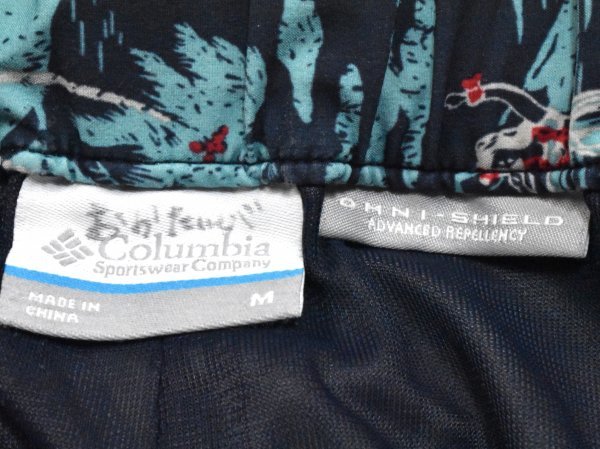 Columbia
Sportswear Company
MADE IN
CHINA
M
OMNI-SHIELD
ADVANCED REPELLENCY